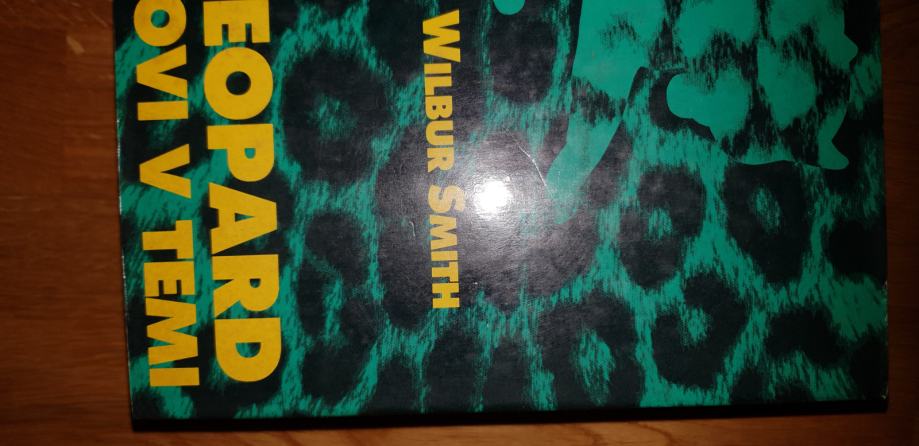 WILBUR SMITH
EOPARD
OVI V TEMI